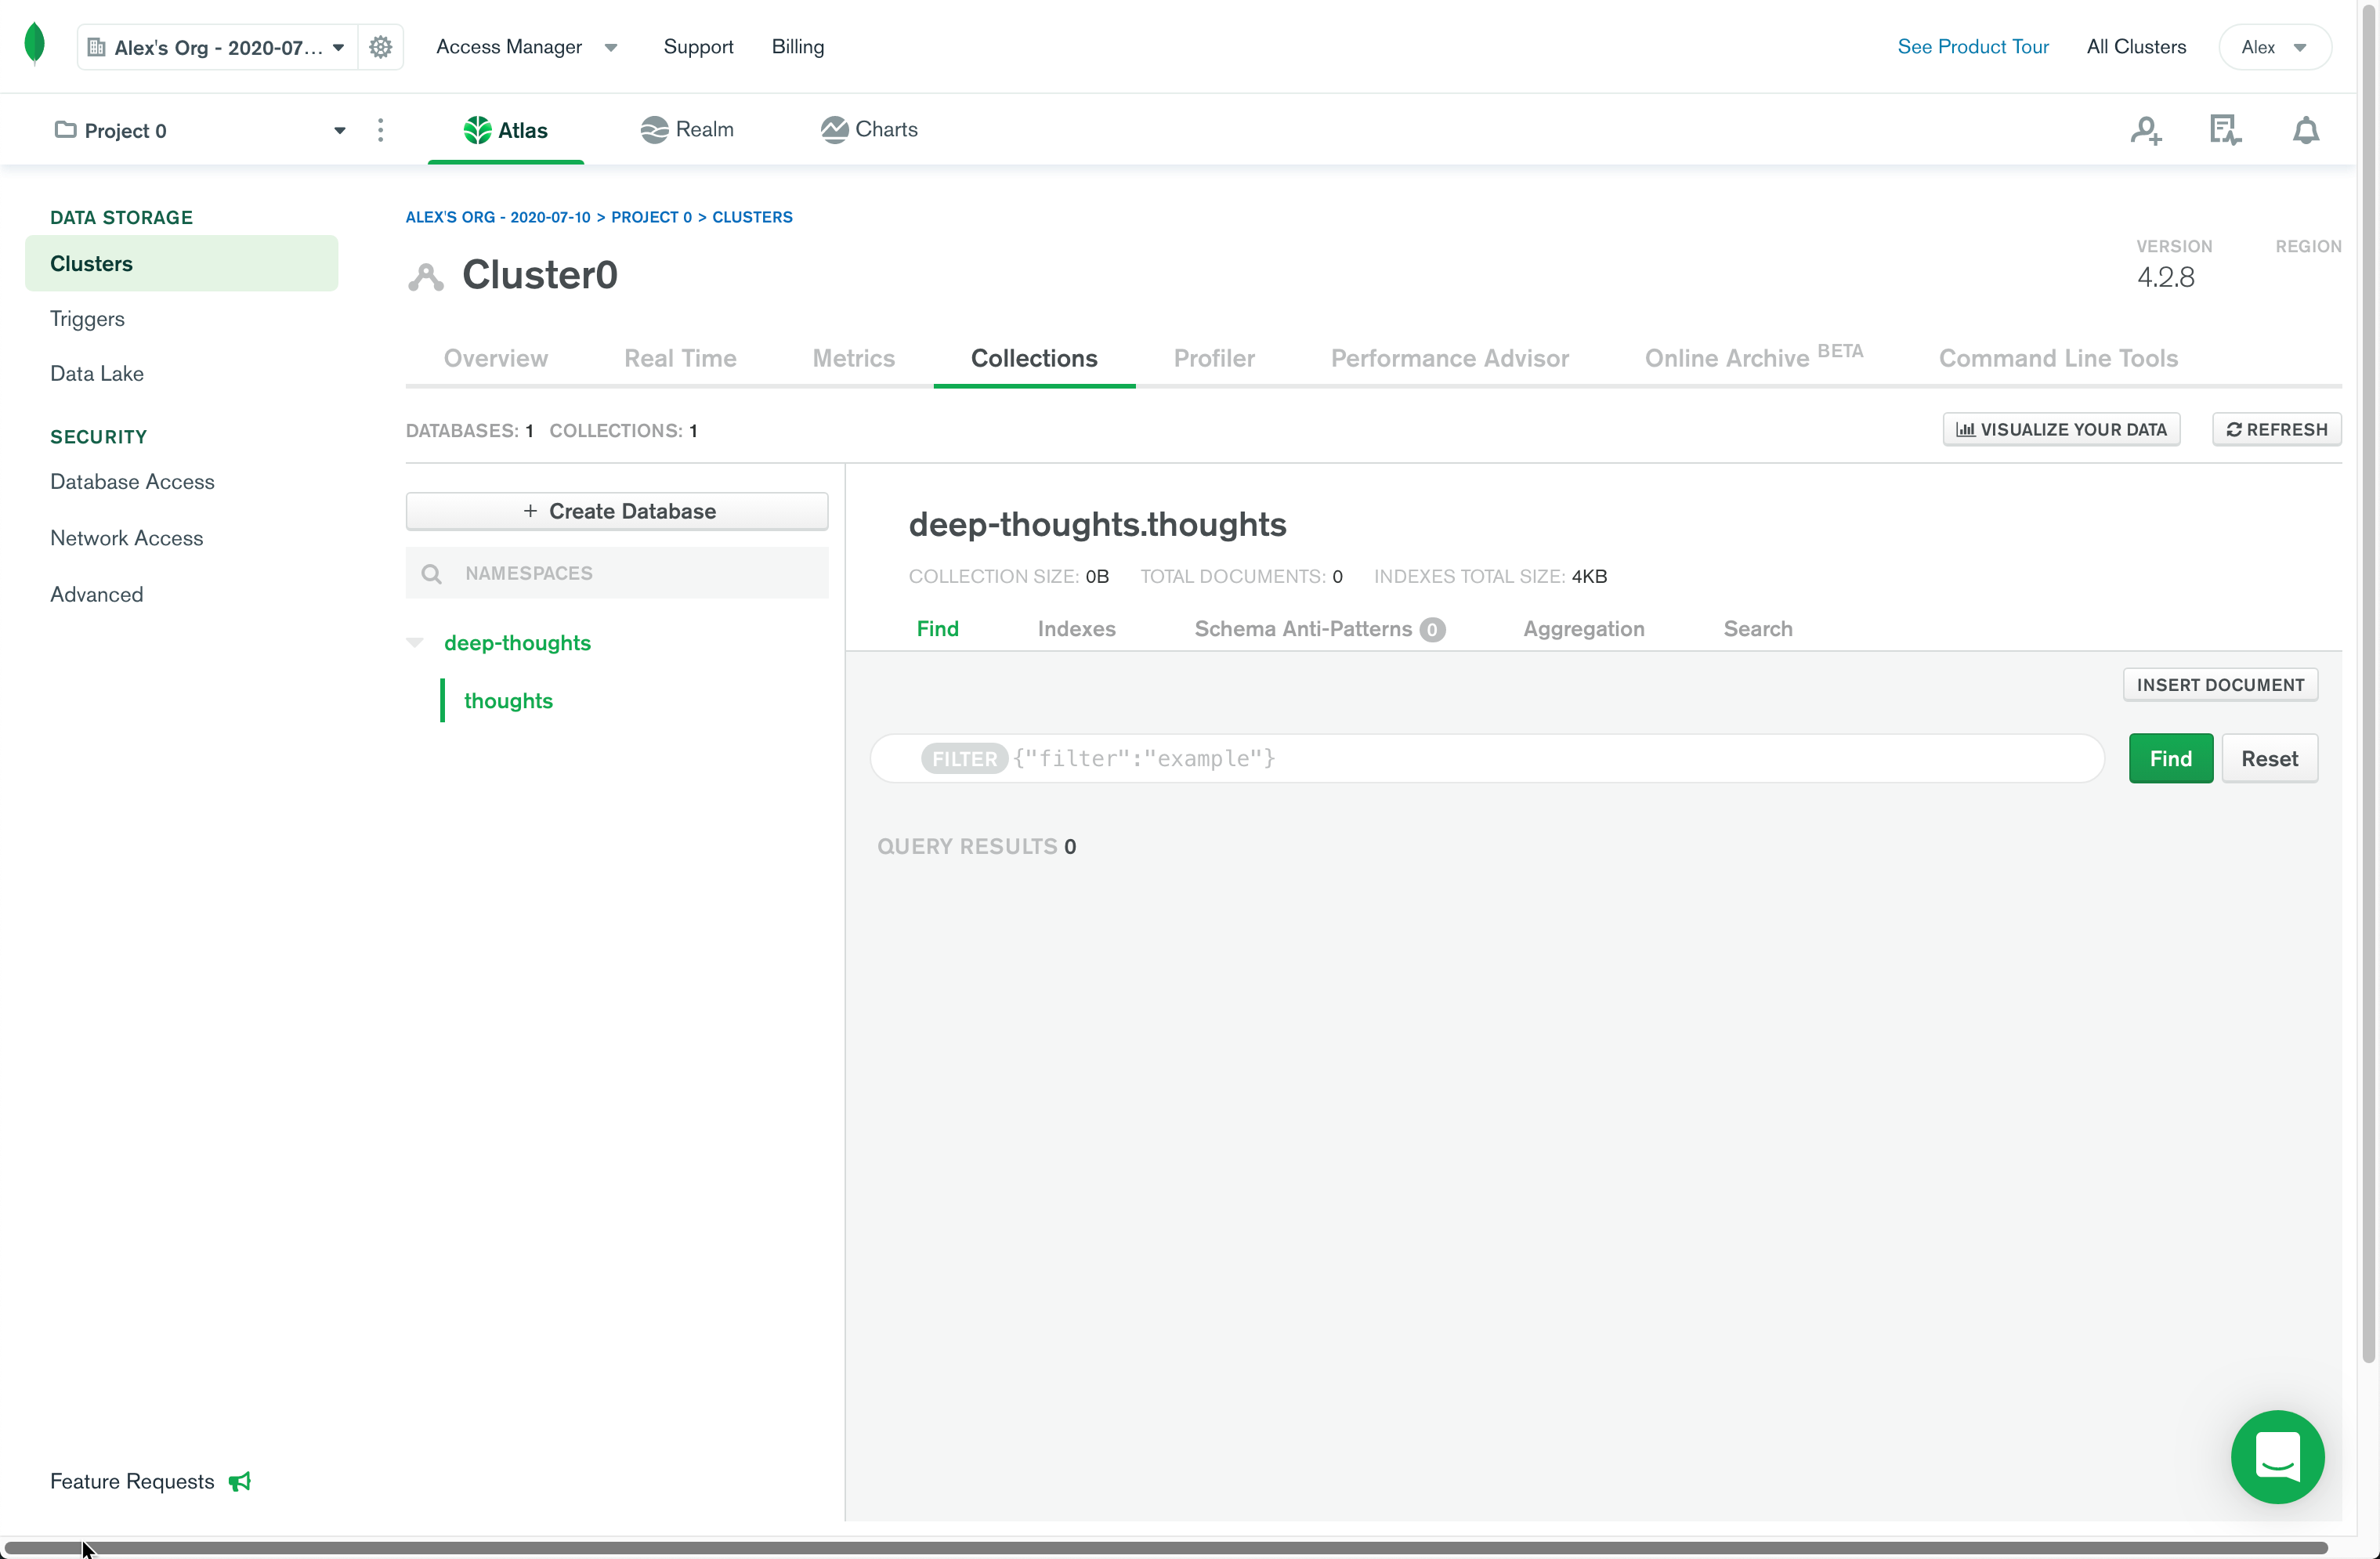 Alex's Org - 2020-07...
Access Manager
Support
Billing
See Product Tour
All Clusters
Alex
Project 0
Atlas
Realm
Charts
DATA STORAGE
Clusters
Triggers
Data Lake
SECURITY
Database Access
Network Access
Advanced
Feature Requests
ALEX'S ORG - 2020-07-10 > PROJECT 0 > CLUSTERS
Cluster0
VERSION
4.2.8
REGION
Overview
Real Time
Metrics
Collections
Profiler
Performance Advisor
Online Archive BETA
Command Line Tools
DATABASES: 1 COLLECTIONS: 1
VISUALIZE YOUR DATA
REFRESH
+ Create Database
NAMESPACES
deep-thoughts
thoughts
deep-thoughts.thoughts
COLLECTION SIZE: 0B TOTAL DOCUMENTS: 0 INDEXES TOTAL SIZE: 4KB
Find
Indexes
Schema Anti-Patterns 0
Aggregation
Search
INSERT DOCUMENT
FILTER {"filter":"example"}
Find
Reset
QUERY RESULTS 0